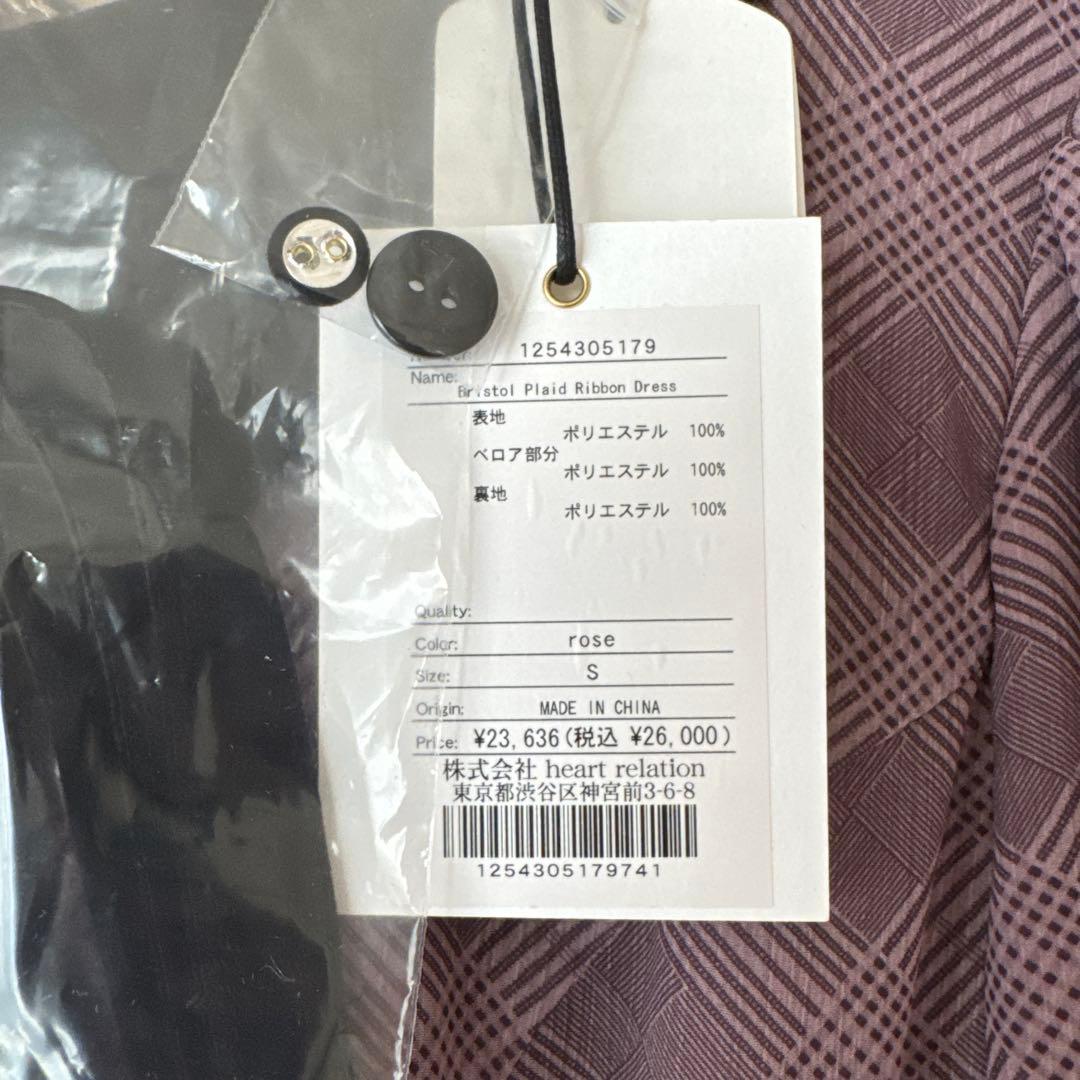 1254305179
Name: Bristol Plaid Ribbon Dress
表地
ポリエステル 100%
ベロア部分
ポリエステル 100%
裏地
ポリエステル 100%
Quality:
Color: rose
Size: S
Origin: MADE IN CHINA
Price: ¥23,636(税込 ¥26,000)
株式会社 heart relation
東京都渋谷区神宮前3-6-8
1254305179741